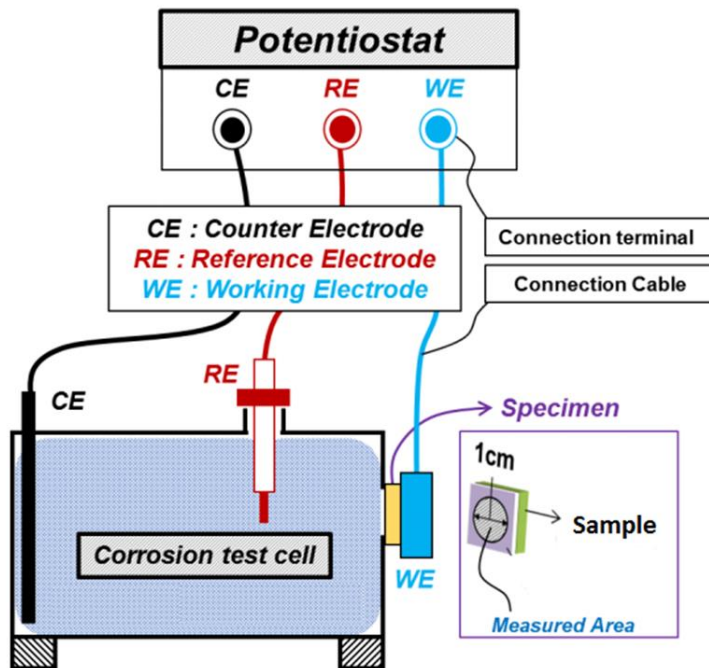 Potentiostat
CE
RE
WE
CE : Counter Electrode
RE : Reference Electrode
WE : Working Electrode
Connection terminal
Connection Cable
RE
CE
Specimen
1cm
Sample
Corrosion test cell
WE
Measured Area